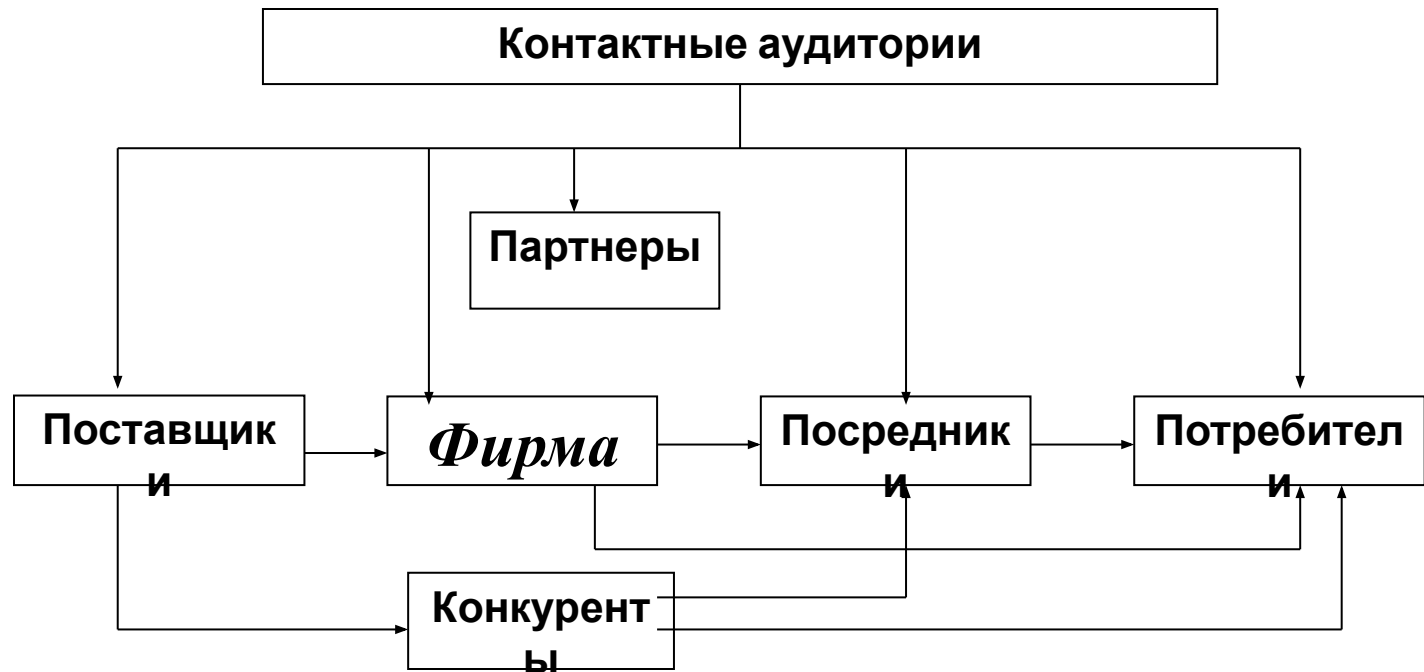 Контактные аудитории
Партнеры
Поставщик
и
Фирма
Посредник
и
Потребител
и
Конкурент
ы